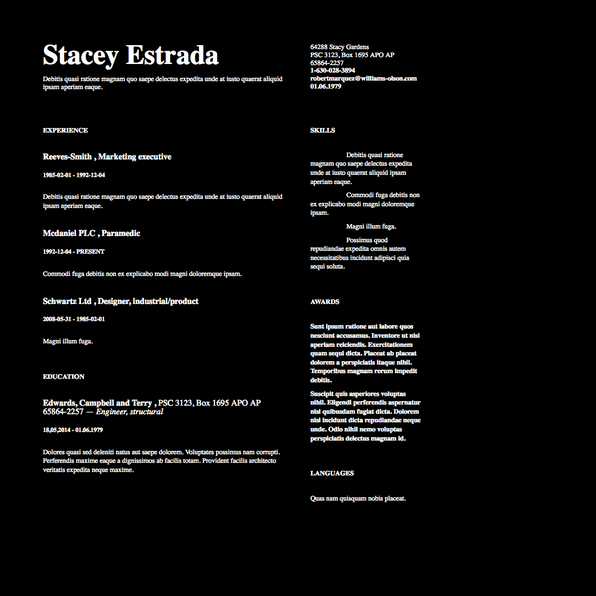 Stacey Estrada
Debitis quasi ratione magnam quo saepe delectus expedita unde at iusto quaerat aliquid
ipsam aperiam eaque.
64288 Stacy Gardens
PSC 3123, Box 1695 APO AP
65864-2257
1-630-028-3894
robertmarquez@williams-olson.com
01.06.1979
EXPERIENCE
Reeves-Smith , Marketing executive
1985-02-01 - 1992-12-04
Debitis quasi ratione magnam quo saepe delectus expedita unde at iusto quaerat aliquid
ipsam aperiam eaque.
Mcdaniel PLC , Paramedic
1992-12-04 - PRESENT
Commodi fuga debitis non ex explicabo modi magni doloremque ipsam.
Schwartz Ltd , Designer, industrial/product
2008-05-31 - 1985-02-01
Magni illum fuga.
EDUCATION
Edwards, Campbell and Terry , PSC 3123, Box 1695 APO AP
65864-2257 — Engineer, structural
18,05,2014 - 01.06.1979
Dolores quasi sed deleniti natus aut saepe dolorem. Voluptates possimus nam corrupti.
Perferendis maxime eaque a dignissimos ab facilis totam. Provident facilis architecto
veritatis expedita neque maxime.
SKILLS
Debitis quasi ratione
magnam quo saepe delectus expedita
unde at iusto quaerat aliquid ipsam
aperiam eaque.
Commodi fuga debitis non
ex explicabo modi magni doloremque
ipsam.
Magni illum fuga.
Possimus quod
repudiandae expedita omnis autem
necessitatibus incidunt adipisci quia
sequi soluta.
AWARDS
Sunt ipsum ratione aut labore quos
nesciunt accusamus. Inventore ut nisi
aperiam reiciendis. Exercitationem
quam sequi dicta. Placeat ab placeat
dolorem a perspiciatis itaque nihil.
Temporibus magnam rerum impedit
debitis.
Suscipit quis asperiores voluptas
nihil. Eligendi perferendis aspernatur
nisi quibusdam fugiat dicta. Dolorem
nisi incidunt dicta repudiandae neque
unde. Odio nihil nemo voluptas
perspiciatis delectus magnam id.
LANGUAGES
Quas nam quisquam nobis placeat.